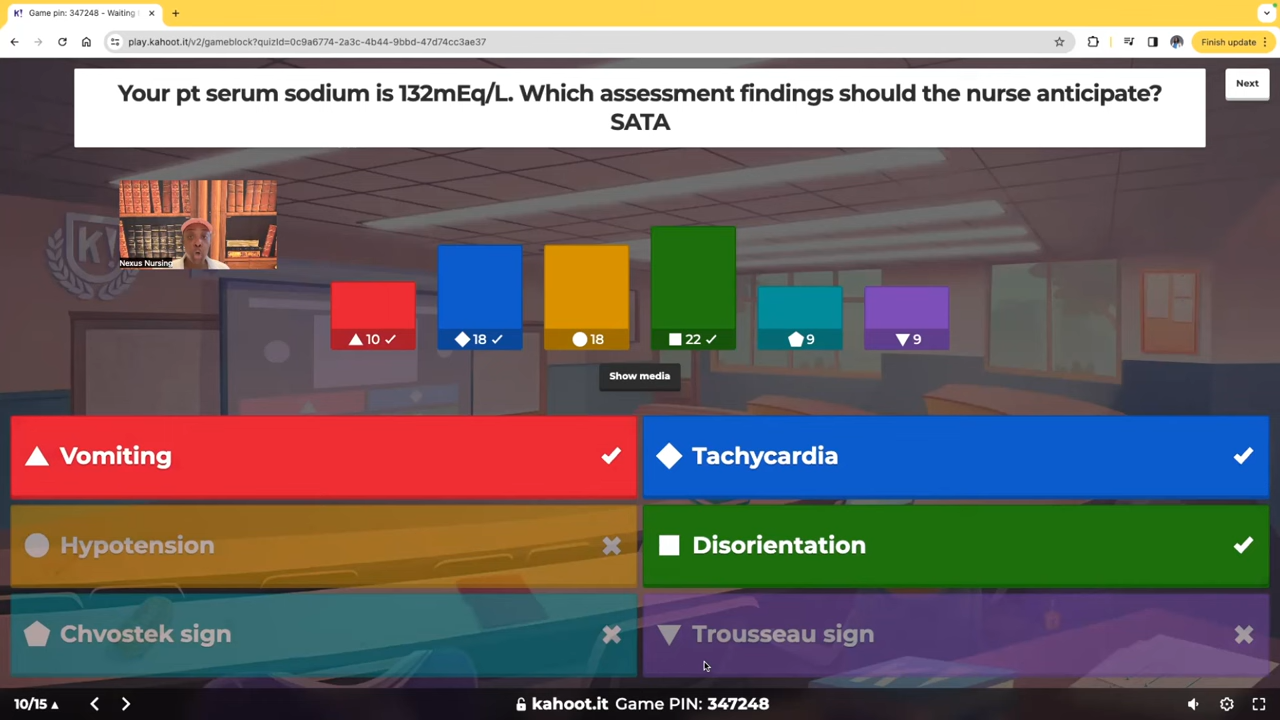 Game pin: 347248 - Waiting
play.kahoot.it/v2/gameblock?quizId=0c9a6774-2a3c-4b44-9bbd-47d74cc3ae37
Finish update
Your pt serum sodium is 132mEq/L. Which assessment findings should the nurse anticipate?
SATA
Next
K!
Nexus Nursing
10
18
18
22
9
9
Show media
Vomiting
Tachycardia
Hypotension
Disorientation
Chvostek sign
Trousseau sign
10/15
kahoot.it Game PIN: 347248